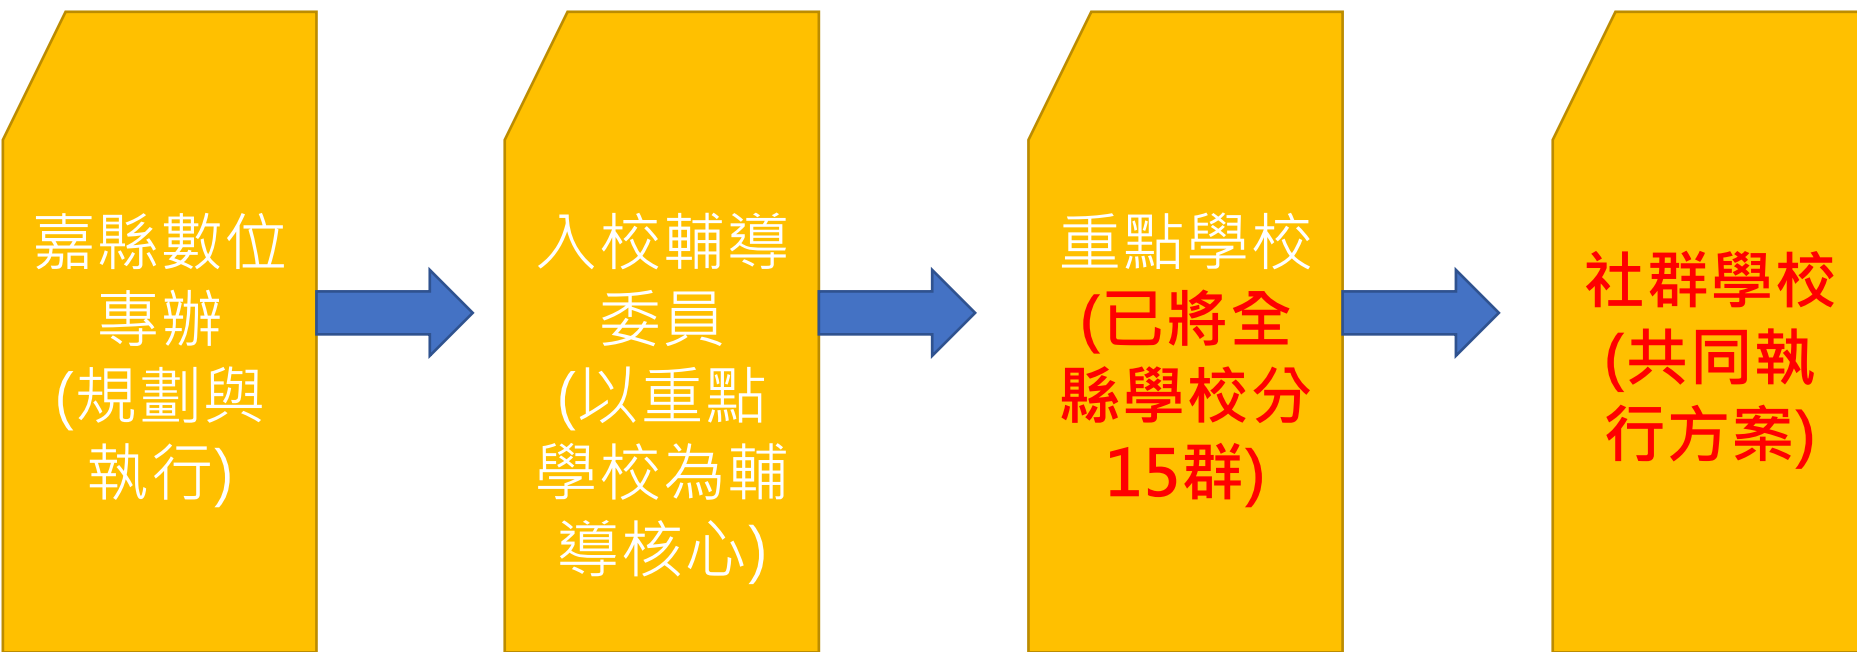 嘉縣數位
專辦
(規劃與
執行)
入校輔導
委員
(以重點
學校為輔
導核心)
重點學校
(已將全
縣學校分
15群)
社群學校
(共同執
行方案)